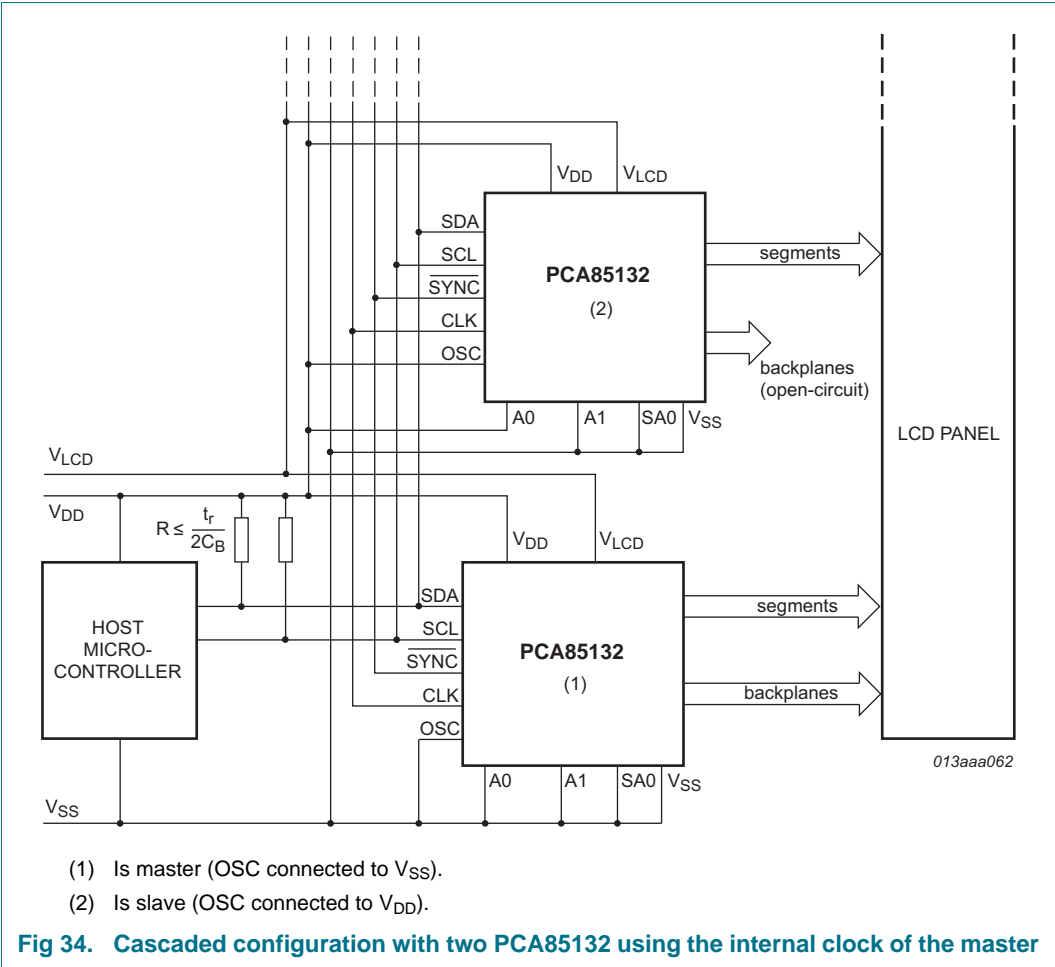 VDD
VLCD
SDA
SCL
SYNC
CLK
OSC
PCA85132
(2)
segments
backplanes
(open-circuit)
A0
A1
SA0
VSS
LCD PANEL
VLCD
VDD
R ≤ tr
2CB
VDD
VLCD
HOST
MICRO-
CONTROLLER
SDA
SCL
SYNC
CLK
OSC
PCA85132
(1)
segments
backplanes
A0
A1
SA0
VSS
013aaa062
VSS
(1) Is master (OSC connected to VSS).
(2) Is slave (OSC connected to VDD).
Fig 34. Cascaded configuration with two PCA85132 using the internal clock of the master